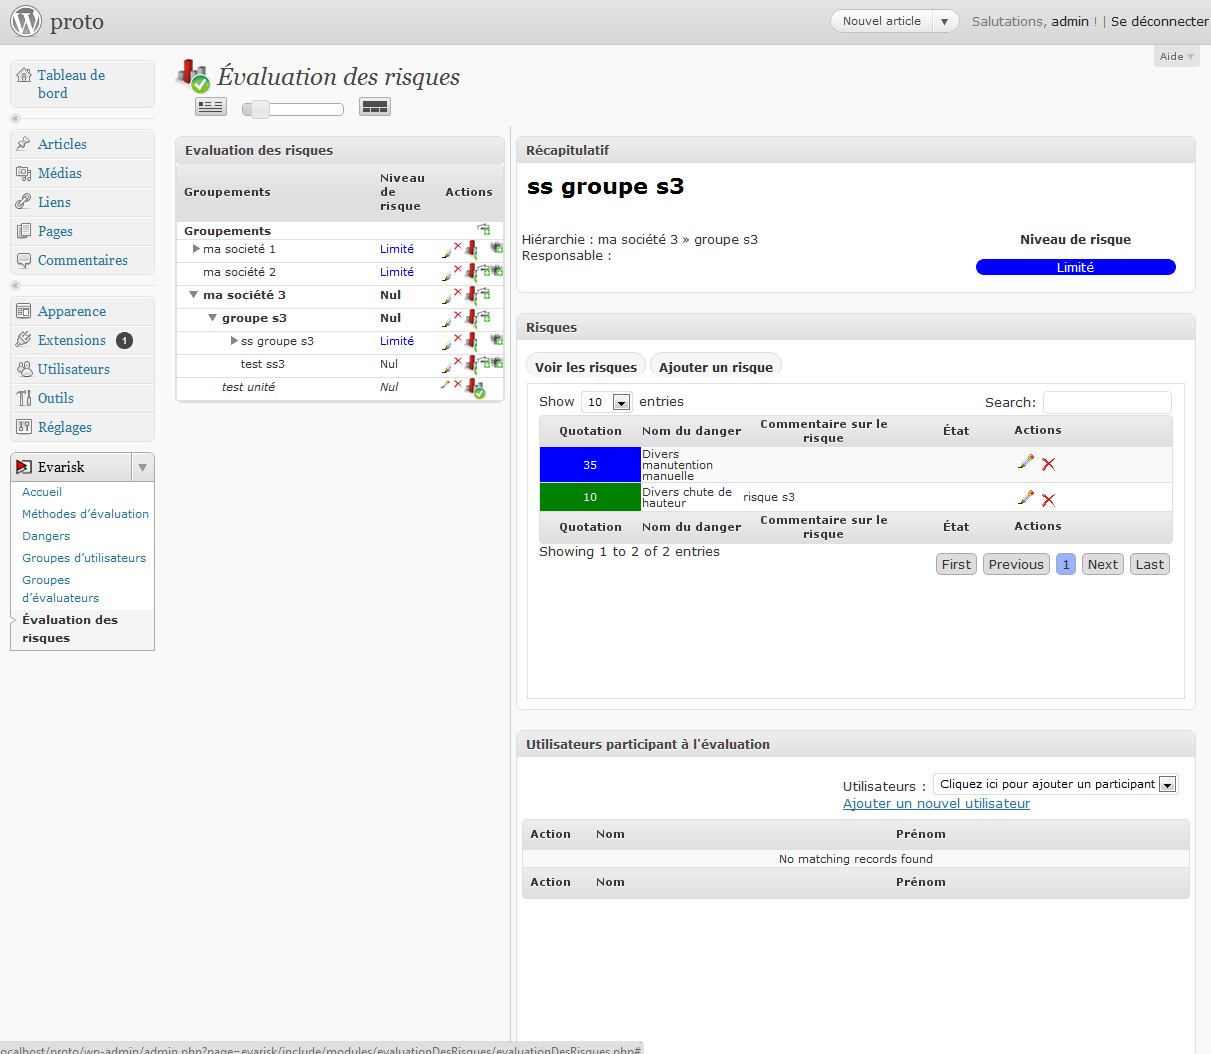 proto
Nouvel article
Salutations, admin ! | Se déconnecter
Aide
Tableau de
bord
Articles
Médias
Liens
Pages
Commentaires
Apparence
Extensions 1
Utilisateurs
Outils
Réglages
Evarisk
Accueil
Méthodes d’évaluation
Dangers
Groupes d’utilisateurs
Groupes
d’évaluateurs
Évaluation des
risques
Évaluation des risques
Evaluation des risques
Groupements
Niveau
de
risque
Actions
Groupements
ma societé 1 Limité
ma société 2 Limité
ma société 3 Nul
groupe s3 Nul
ss groupe s3 Limité
test ss3 Nul
test unité Nul
Récapitulatif
ss groupe s3
Hiérarchie : ma société 3 » groupe s3
Responsable :
Niveau de risque
Limité
Risques
Voir les risques
Ajouter un risque
Show 10 entries
Search:
Quotation
Nom du danger
Commentaire sur le
risque
État
Actions
35
Divers
manutention
manuelle
10
Divers chute de
hauteur
risque s3
Quotation
Nom du danger
Commentaire sur le
risque
État
Actions
Showing 1 to 2 of 2 entries
First Previous 1 Next Last
Utilisateurs participant à l'évaluation
Utilisateurs : Cliquez ici pour ajouter un participant
Ajouter un nouvel utilisateur
Action Nom Prénom
No matching records found
Action Nom Prénom
ocalhost/proto/wp-admin/admin.php?page=evarisk/include/modules/evaluationDesRisques/evaluationDesRisques.php#